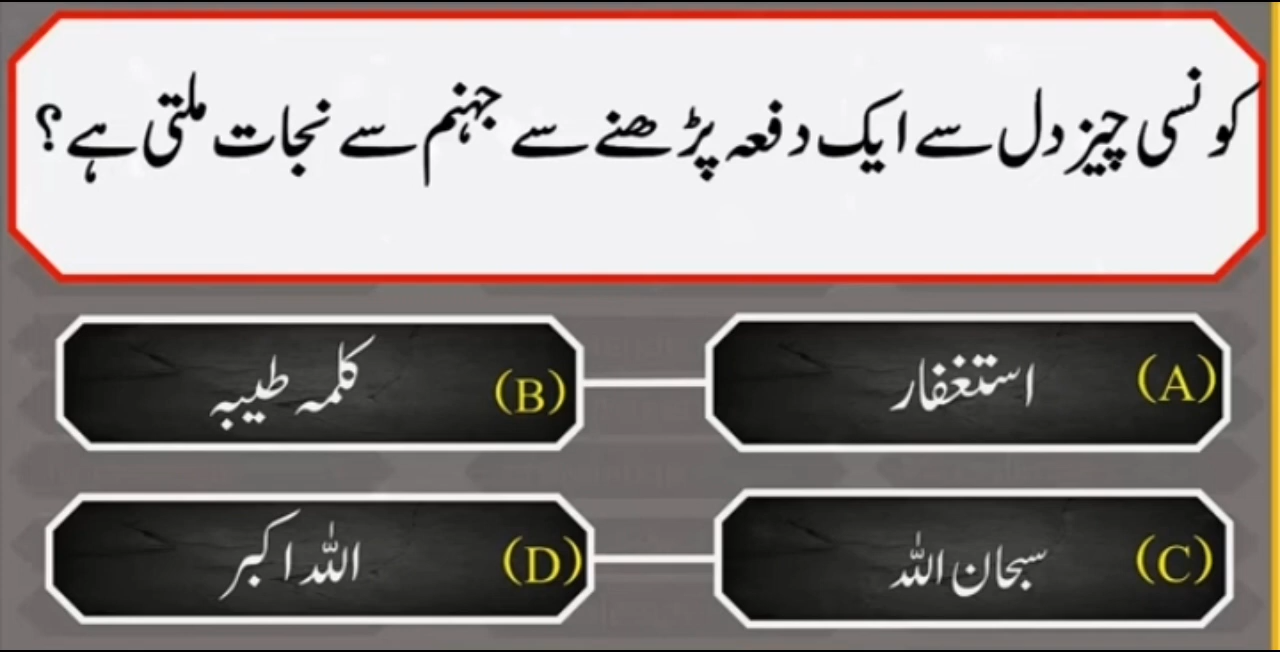 کونسی چیز دل سے ایک دفعہ پڑھنے سے جہنم سے نجات ملتی ہے؟
(A) استغفار
(B) کلمہ طیبہ
(C) سبحان اللہ
(D) اللہ اکبر